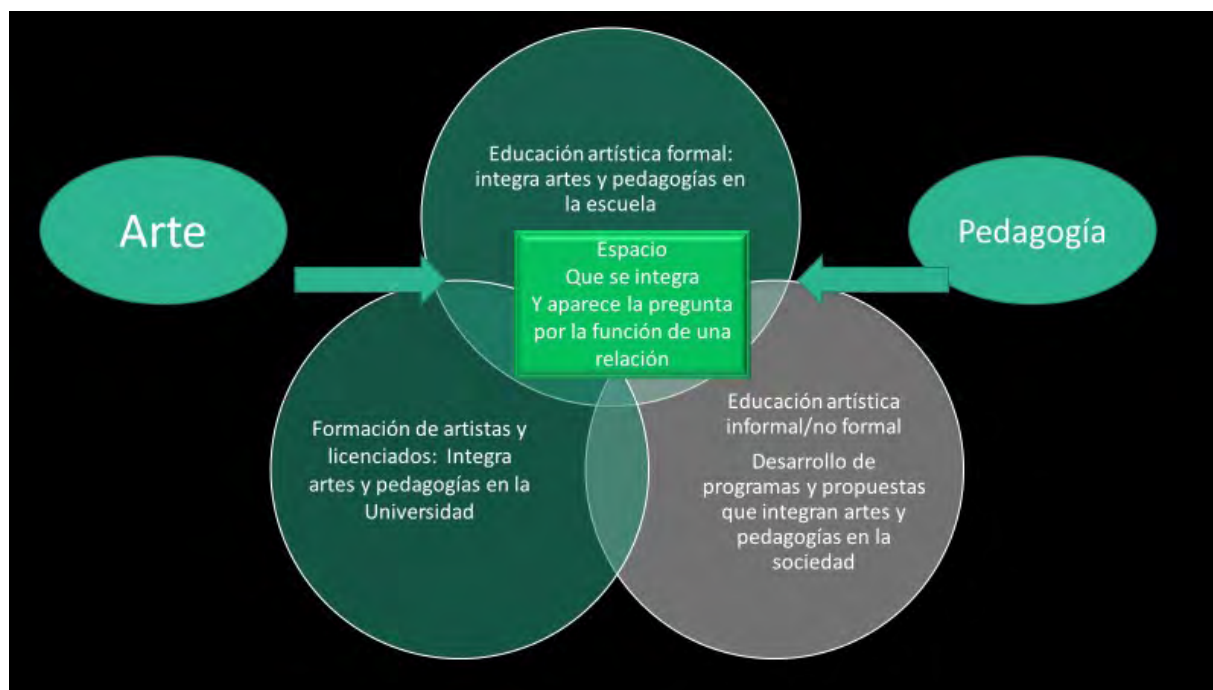 Educación artística formal:
integra artes y pedagogías en
la escuela
Arte
Pedagogía
Espacio
Que se integra
Y aparece la pregunta
por la función de una
relación
Formación de artistas y
licenciados:  Integra
artes y pedagogías en la
Universidad
Educación artística
informal/no formal
Desarrollo de
programas y propuestas
que integran artes y
pedagogías en la
sociedad